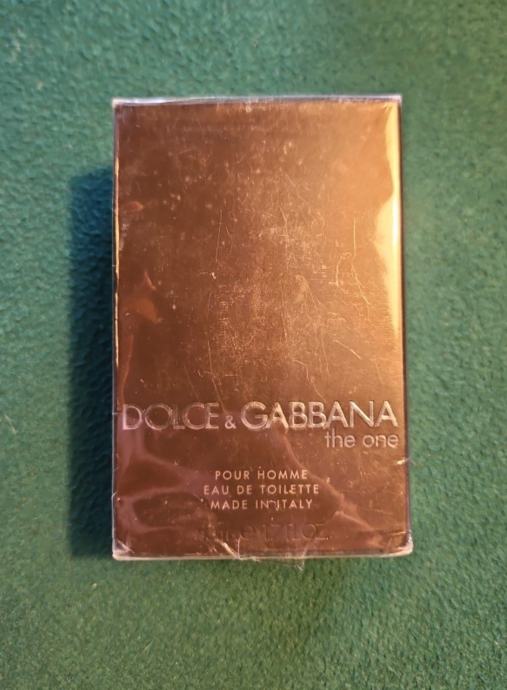 DOLCE & GABBANA
the one
POUR HOMME
EAU DE TOILETTE
MADE IN ITALY